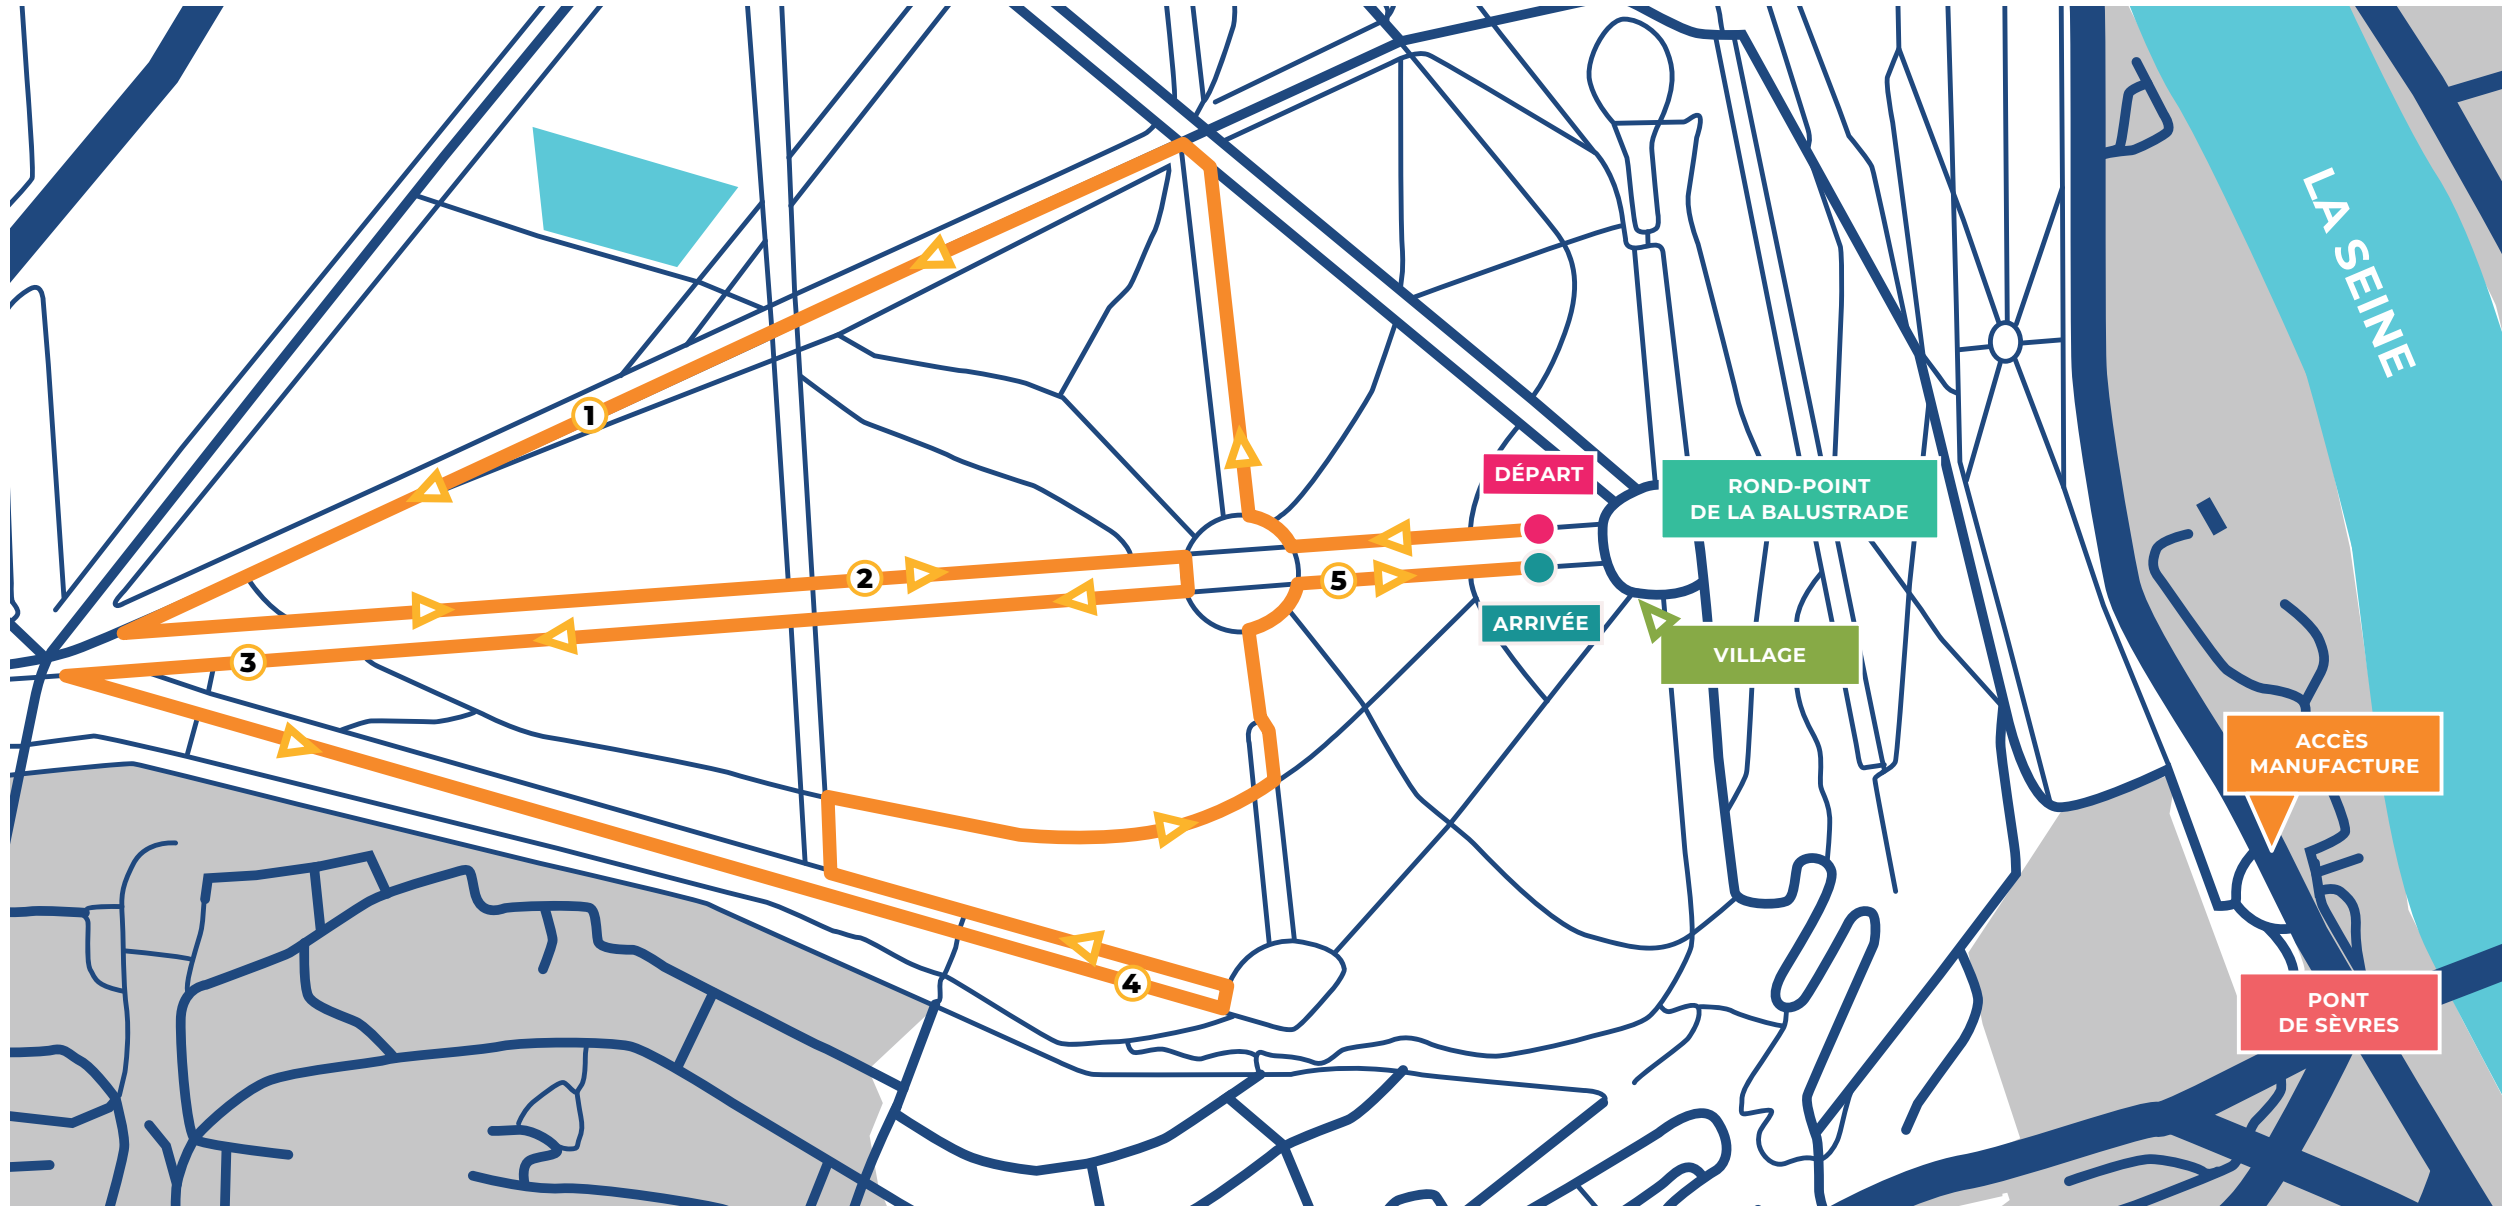 LA SEINE
1
DÉPART
ROND-POINT
DE LA BALUSTRADE
2
5
ARRIVÉE
VILLAGE
3
ACCÈS
MANUFACTURE
4
PONT
DE SÈVRES